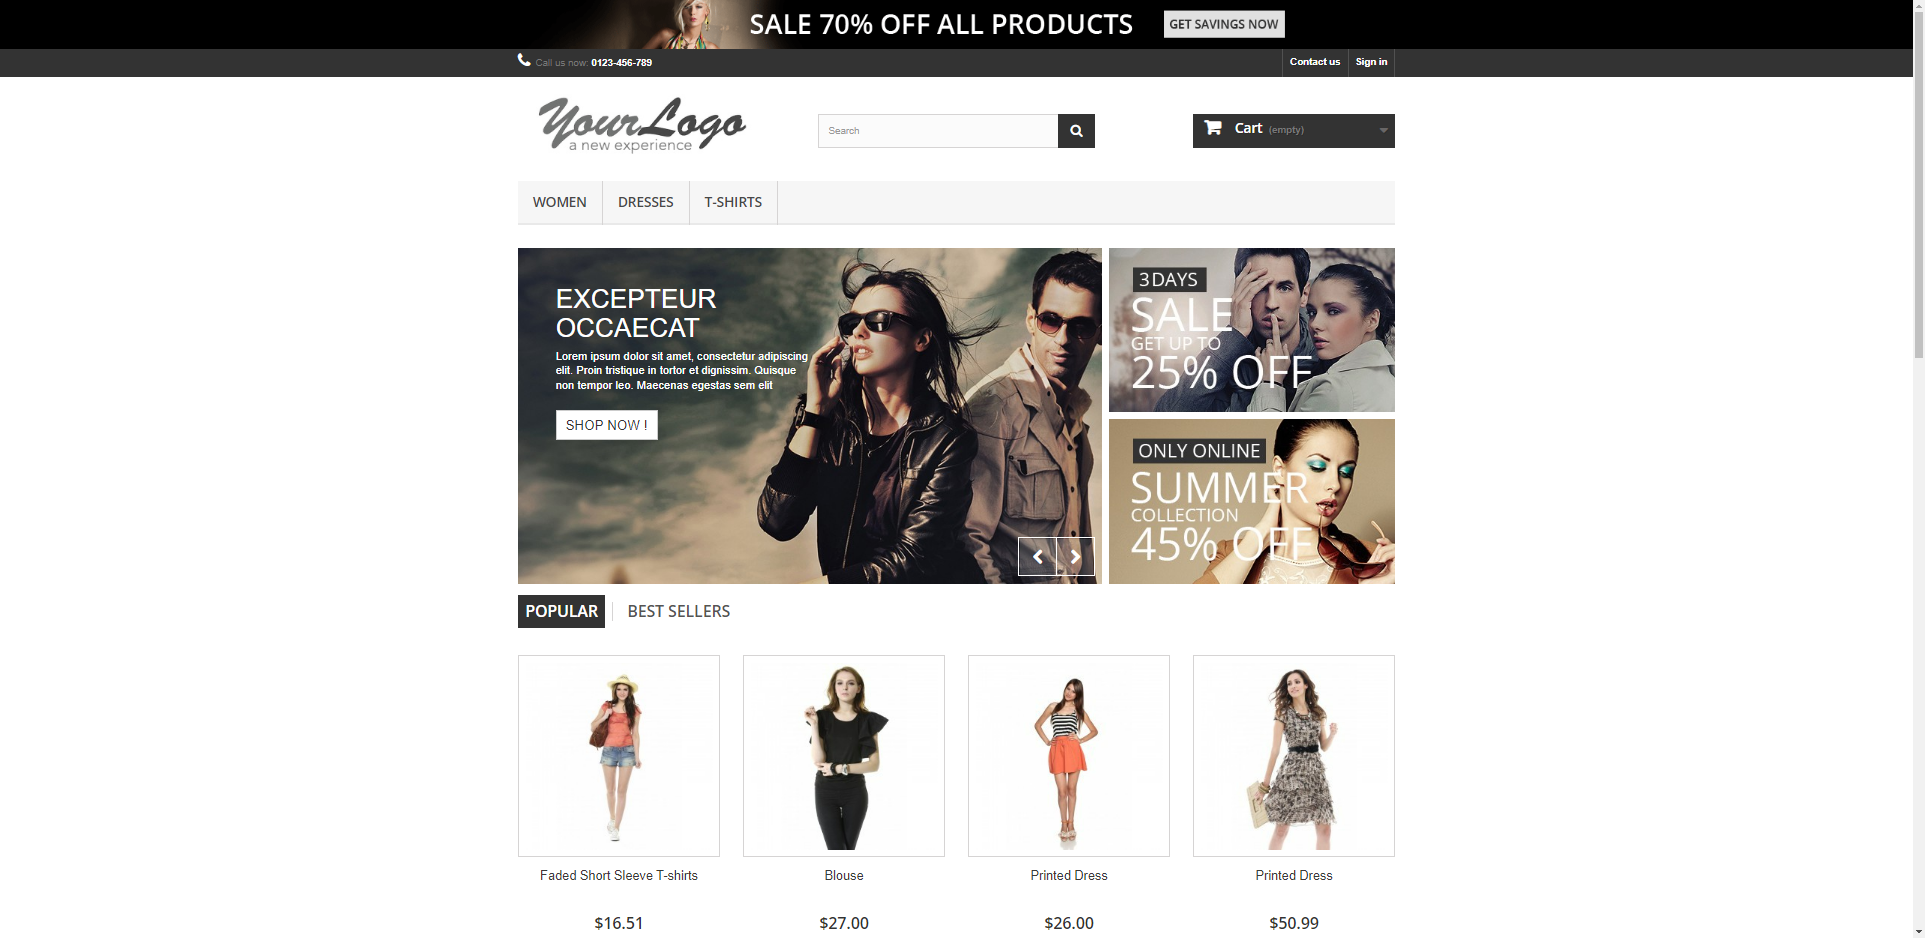 SALE 70% OFF ALL PRODUCTS GET SAVINGS NOW
Call us now: 0123-456-789 Contact us Sign in
YourLogo
a new experience
Search
Cart (empty)
WOMEN DRESSES T-SHIRTS
EXCEPTEUR
OCCAECAT
Lorem ipsum dolor sit amet, consectetur adipiscing
elit. Proin tristique in tortor et dignissim. Quisque
non tempor leo. Maecenas egestas sem elit
SHOP NOW !
3DAYS
SALE
GET UP TO
25% OFF
ONLY ONLINE
SUMMER
COLLECTION
45% OFF
POPULAR BEST SELLERS
Faded Short Sleeve T-shirts Blouse Printed Dress Printed Dress
$16.51 $27.00 $26.00 $50.99